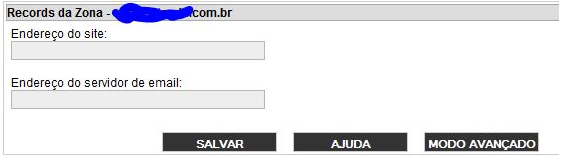 Records da Zona - .com.br
Endereço do site:
Endereço do servidor de email:
SALVAR AJUDA MODO AVANÇADO